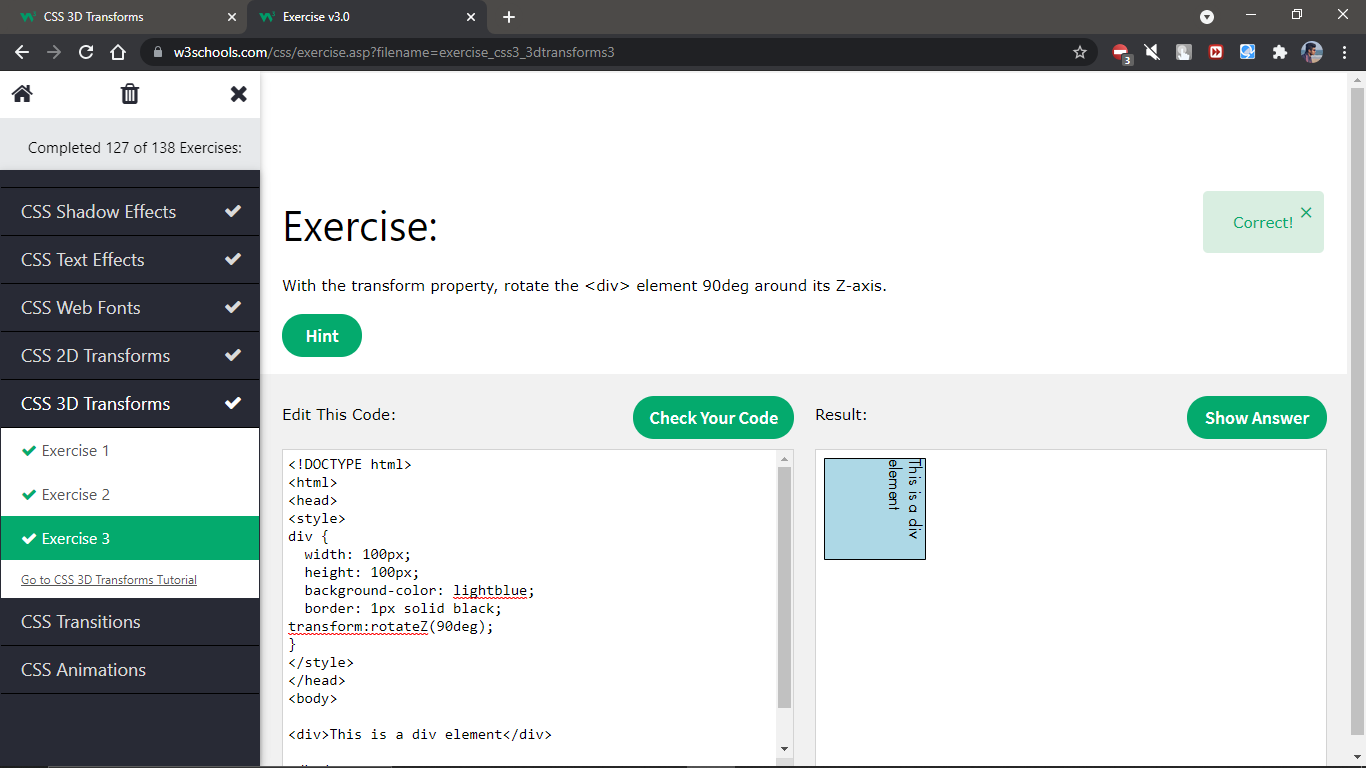 CSS 3D Transforms
Exercise v3.0
w3schools.com/css/exercise.asp?filename=exercise_css3_3dtransforms3
3
Completed 127 of 138 Exercises:
CSS Shadow Effects
CSS Text Effects
CSS Web Fonts
CSS 2D Transforms
CSS 3D Transforms
Exercise 1
Exercise 2
Exercise 3
Go to CSS 3D Transforms Tutorial
CSS Transitions
CSS Animations
Exercise:
Correct!
With the transform property, rotate the <div> element 90deg around its Z-axis.
Hint
Edit This Code:
Check Your Code
<!DOCTYPE html>
<html>
<head>
<style>
div {
  width: 100px;
  height: 100px;
  background-color: lightblue;
  border: 1px solid black;
transform:rotateZ(90deg);
}
</style>
</head>
<body>
<div>This is a div element</div>
Result:
Show Answer
This is a div
element